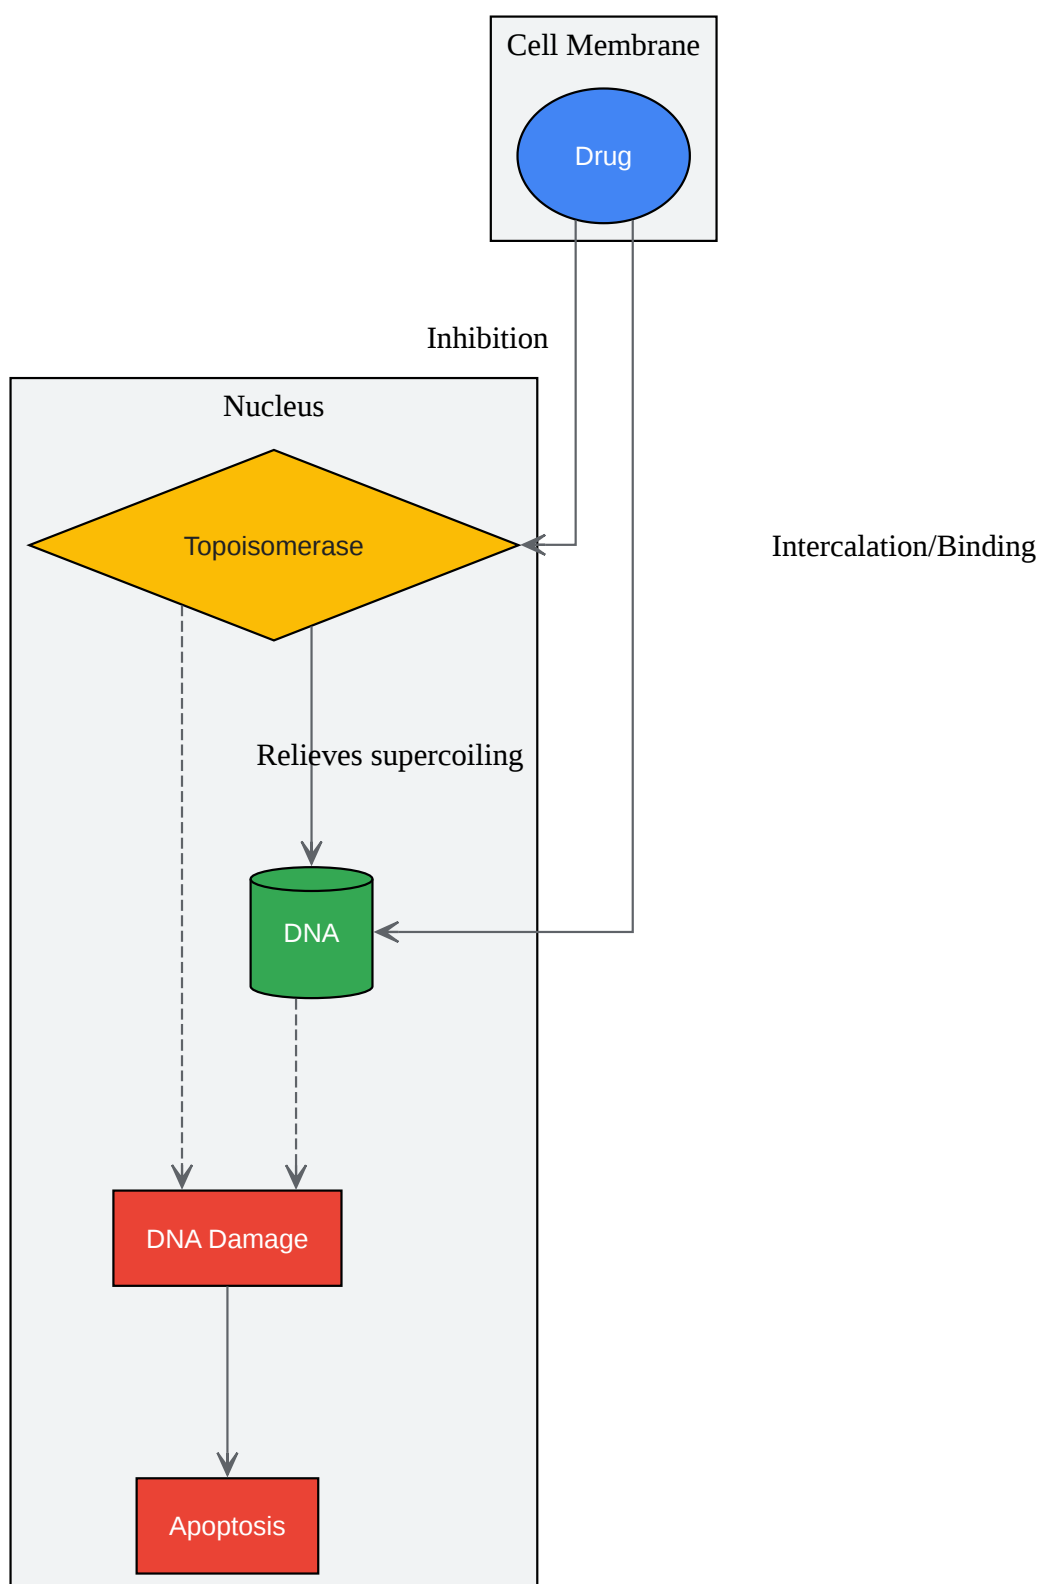 Cell Membrane
Drug
Inhibition
Nucleus
Topoisomerase
Intercalation/Binding
Relieves supercoiling
DNA
DNA Damage
Apoptosis